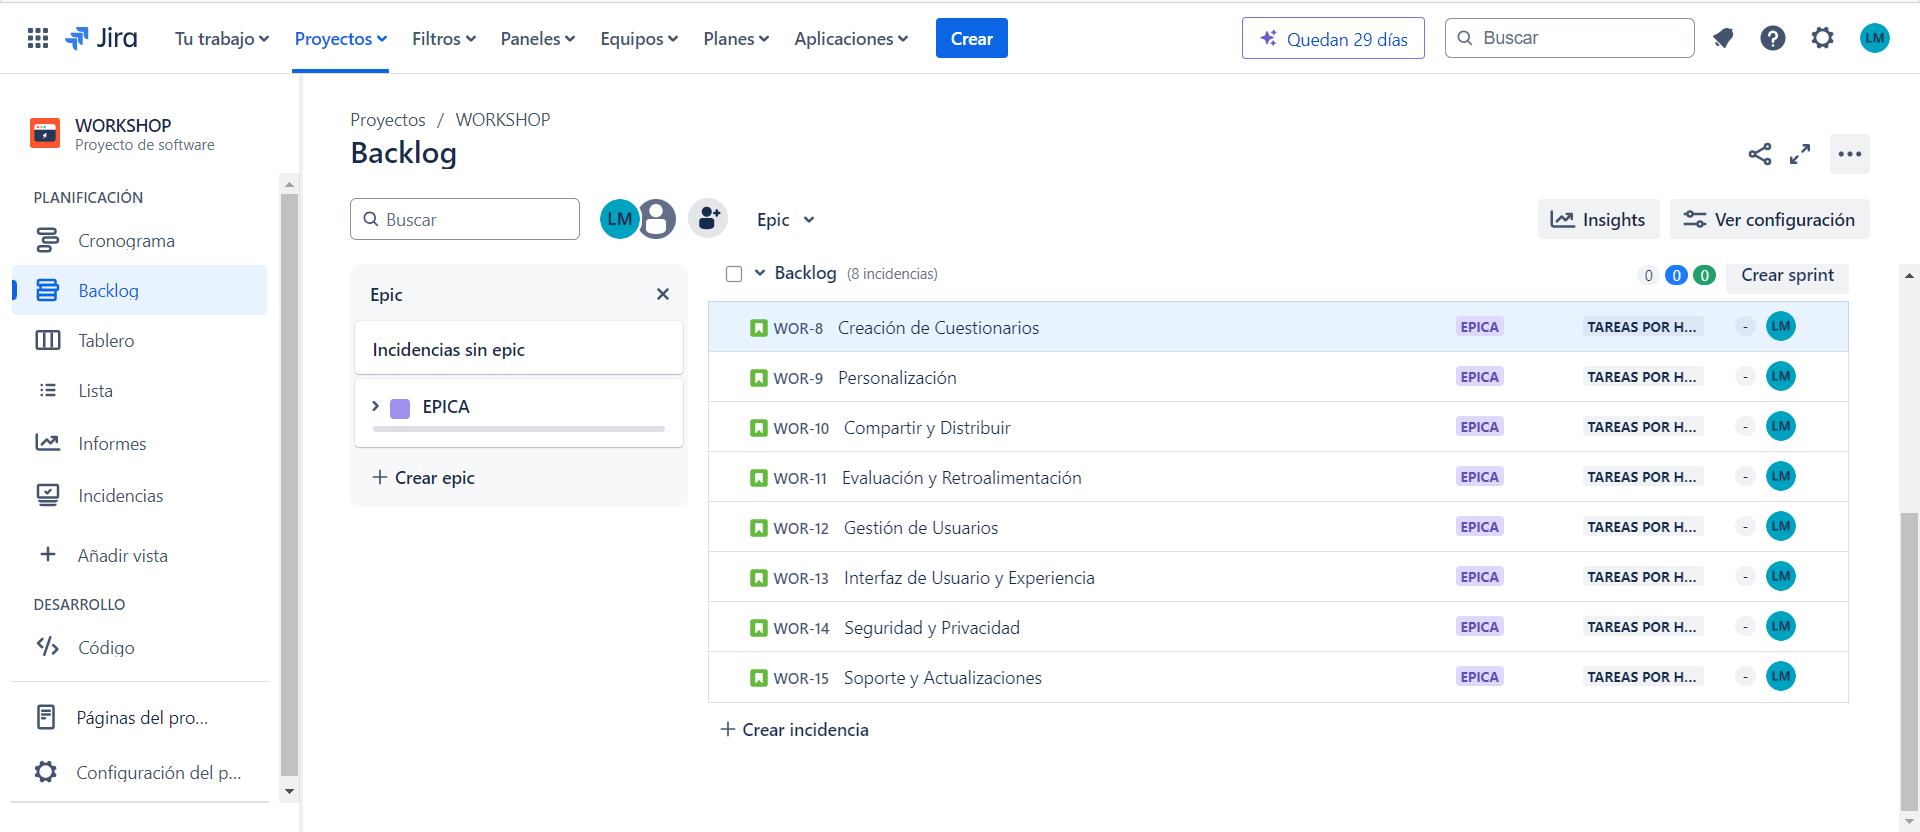 Jira Tu trabajo Proyectos Filtros Paneles Equipos Planes Aplicaciones Crear Quedan 29 días Buscar LM
WORKSHOP
Proyecto de software
PLANIFICACIÓN
Cronograma
Backlog
Tablero
Lista
Informes
Incidencias
Añadir vista
DESARROLLO
Código
Páginas del pro...
Configuración del p...
Proyectos / WORKSHOP
Backlog
Buscar LM Epic Insights Ver configuración
Epic
Incidencias sin epic
EPICA
+ Crear epic
Backlog (8 incidencias) 0 0 0 Crear sprint
WOR-8 Creación de Cuestionarios EPICA TAREAS POR H... - LM
WOR-9 Personalización EPICA TAREAS POR H... - LM
WOR-10 Compartir y Distribuir EPICA TAREAS POR H... - LM
WOR-11 Evaluación y Retroalimentación EPICA TAREAS POR H... - LM
WOR-12 Gestión de Usuarios EPICA TAREAS POR H... - LM
WOR-13 Interfaz de Usuario y Experiencia EPICA TAREAS POR H... - LM
WOR-14 Seguridad y Privacidad EPICA TAREAS POR H... - LM
WOR-15 Soporte y Actualizaciones EPICA TAREAS POR H... - LM
+ Crear incidencia